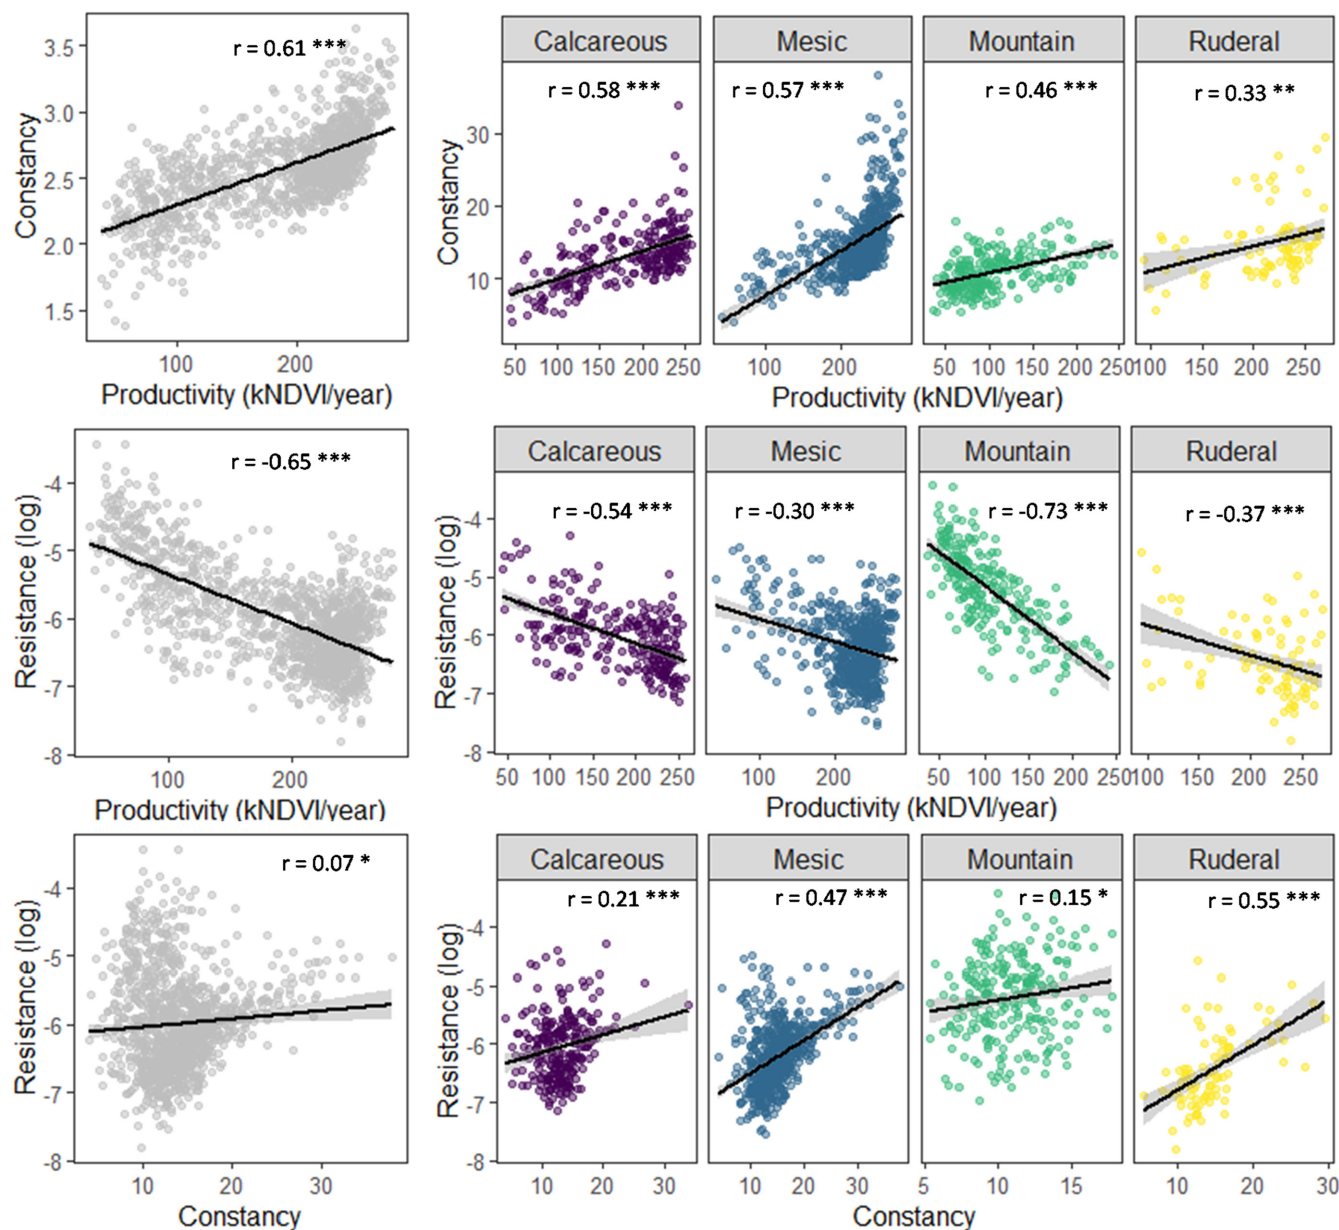 r = 0.61 ***
3.5
3.0
2.5
2.0
1.5
Constancy
100 200
Productivity (kNDVI/year)
Calcareous Mesic Mountain Ruderal
r = 0.58 *** r = 0.57 *** r = 0.46 *** r = 0.33 **
30
20
10
Constancy
50 100 150 200 250 100 200 50 100 150 200 250 100 150 200 250
Productivity (kNDVI/year)
r = -0.65 ***
-4
-5
-6
-7
-8
Resistance (log)
100 200
Productivity (kNDVI/year)
Calcareous Mesic Mountain Ruderal
r = -0.54 *** r = -0.30 *** r = -0.73 *** r = -0.37 ***
-4
-5
-6
-7
-8
Resistance (log)
50 100 150 200 250 100 200 50 100 150 200 250 100 150 200 250
Productivity (kNDVI/year)
r = 0.07 *
-4
-5
-6
-7
-8
Resistance (log)
10 20 30
Constancy
Calcareous Mesic Mountain Ruderal
r = 0.21 *** r = 0.47 *** r = 0.15 * r = 0.55 ***
-4
-5
-6
-7
-8
Resistance (log)
10 20 30 10 20 30 5 10 15 10 20 30
Constancy